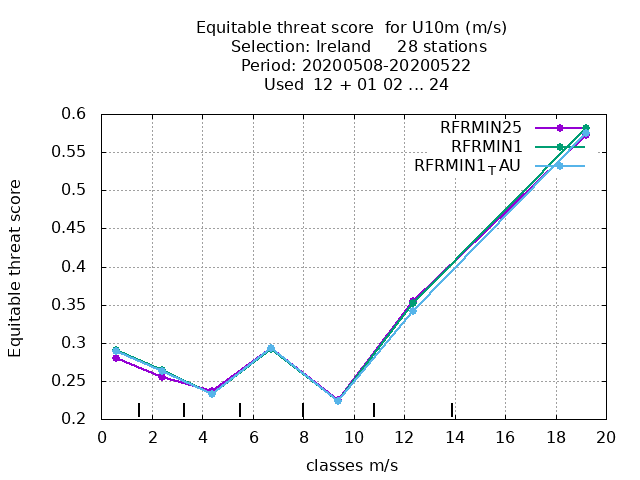 Equitable threat score  for U10m (m/s)
Selection: Ireland     28 stations
Period: 20200508-20200522
Used  12 + 01 02 ... 24
0.6
0.55
0.5
0.45
0.4
0.35
0.3
0.25
0.2
Equitable threat score
RFRMIN25
RFRMIN1
RFRMIN1TAU
0 2 4 6 8 10 12 14 16 18 20
classes m/s